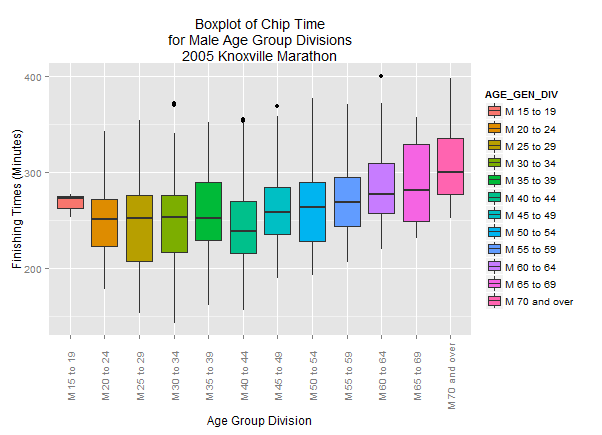 Boxplot of Chip Time
for Male Age Group Divisions
2005 Knoxville Marathon
Finishing Times (Minutes)
400
300
200
M 15 to 19
M 20 to 24
M 25 to 29
M 30 to 34
M 35 to 39
M 40 to 44
M 45 to 49
M 50 to 54
M 55 to 59
M 60 to 64
M 65 to 69
M 70 and over
Age Group Division
AGE_GEN_DIV
M 15 to 19
M 20 to 24
M 25 to 29
M 30 to 34
M 35 to 39
M 40 to 44
M 45 to 49
M 50 to 54
M 55 to 59
M 60 to 64
M 65 to 69
M 70 and over